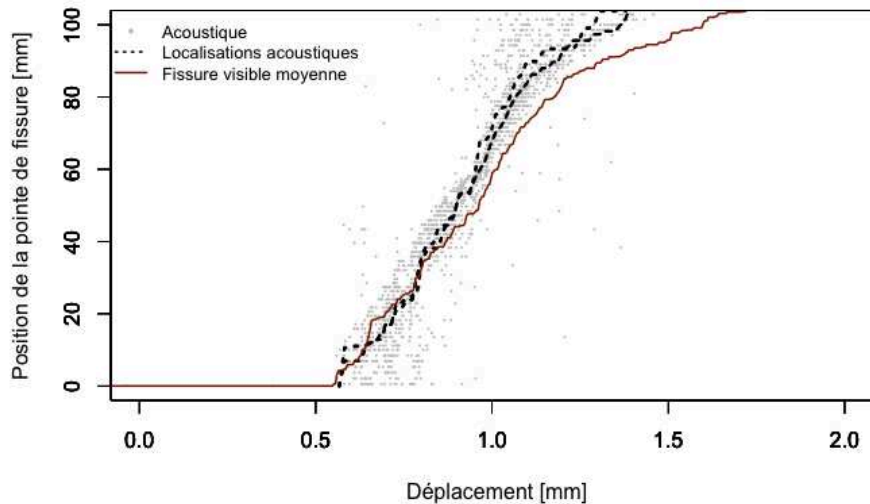 Acoustique
Localisations acoustiques
Fissure visible moyenne
Position de la pointe de fissure [mm]
100
80
60
40
20
0
0.0 0.5 1.0 1.5 2.0
Déplacement [mm]